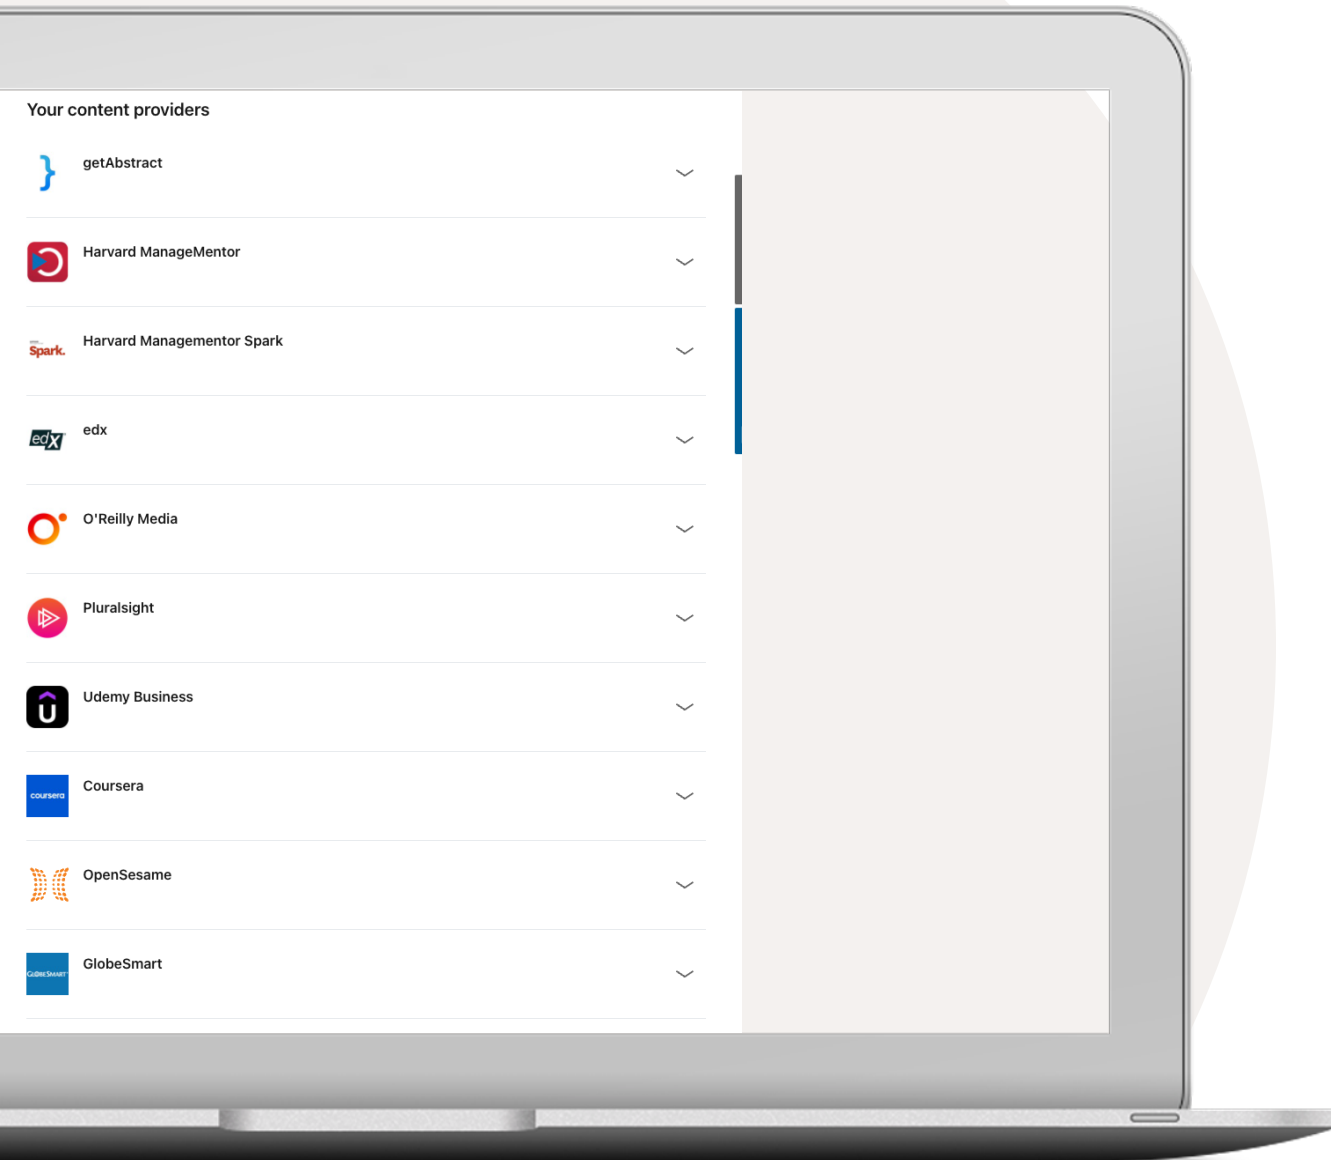 Your content providers
getAbstract
Harvard ManageMentor
Spark.
Harvard Managementor Spark
edX
edx
O'Reilly Media
Pluralsight
Udemy Business
coursera
Coursera
OpenSesame
GLOBESMART
GlobeSmart